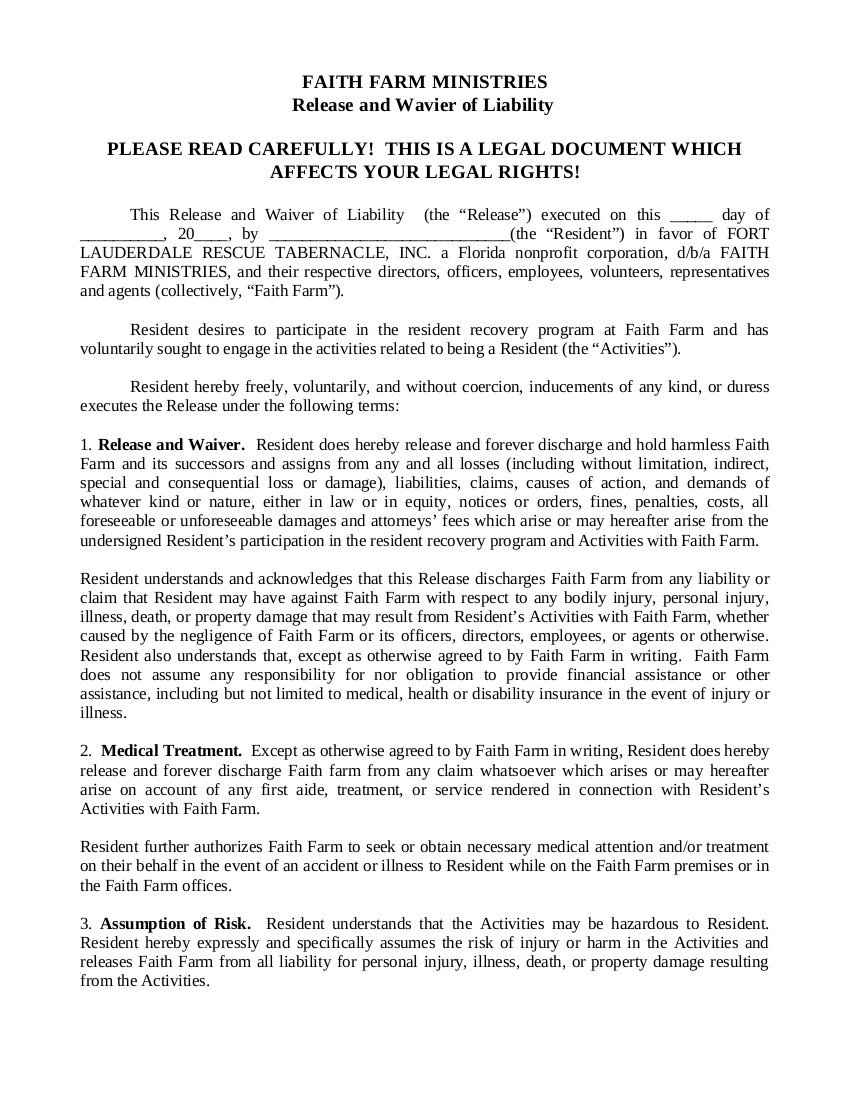 FAITH FARM MINISTRIES
Release and Wavier of Liability
PLEASE READ CAREFULLY!  THIS IS A LEGAL DOCUMENT WHICH
AFFECTS YOUR LEGAL RIGHTS!
This Release and Waiver of Liability  (the “Release”) executed on this _____ day of
__________, 20____, by _____________________________(the “Resident”) in favor of FORT
LAUDERDALE RESCUE TABERNACLE, INC. a Florida nonprofit corporation, d/b/a FAITH
FARM MINISTRIES, and their respective directors, officers, employees, volunteers, representatives
and agents (collectively, “Faith Farm”).
Resident desires to participate in the resident recovery program at Faith Farm and has
voluntarily sought to engage in the activities related to being a Resident (the “Activities”).
Resident hereby freely, voluntarily, and without coercion, inducements of any kind, or duress
executes the Release under the following terms:
1. Release and Waiver.  Resident does hereby release and forever discharge and hold harmless Faith
Farm and its successors and assigns from any and all losses (including without limitation, indirect,
special and consequential loss or damage), liabilities, claims, causes of action, and demands of
whatever kind or nature, either in law or in equity, notices or orders, fines, penalties, costs, all
foreseeable or unforeseeable damages and attorneys’ fees which arise or may hereafter arise from the
undersigned Resident’s participation in the resident recovery program and Activities with Faith Farm.
Resident understands and acknowledges that this Release discharges Faith Farm from any liability or
claim that Resident may have against Faith Farm with respect to any bodily injury, personal injury,
illness, death, or property damage that may result from Resident’s Activities with Faith Farm, whether
caused by the negligence of Faith Farm or its officers, directors, employees, or agents or otherwise.
Resident also understands that, except as otherwise agreed to by Faith Farm in writing.  Faith Farm
does not assume any responsibility for nor obligation to provide financial assistance or other
assistance, including but not limited to medical, health or disability insurance in the event of injury or
illness.
2.  Medical Treatment.  Except as otherwise agreed to by Faith Farm in writing, Resident does hereby
release and forever discharge Faith farm from any claim whatsoever which arises or may hereafter
arise on account of any first aide, treatment, or service rendered in connection with Resident’s
Activities with Faith Farm.
Resident further authorizes Faith Farm to seek or obtain necessary medical attention and/or treatment
on their behalf in the event of an accident or illness to Resident while on the Faith Farm premises or in
the Faith Farm offices.
3. Assumption of Risk.  Resident understands that the Activities may be hazardous to Resident.
Resident hereby expressly and specifically assumes the risk of injury or harm in the Activities and
releases Faith Farm from all liability for personal injury, illness, death, or property damage resulting
from the Activities.